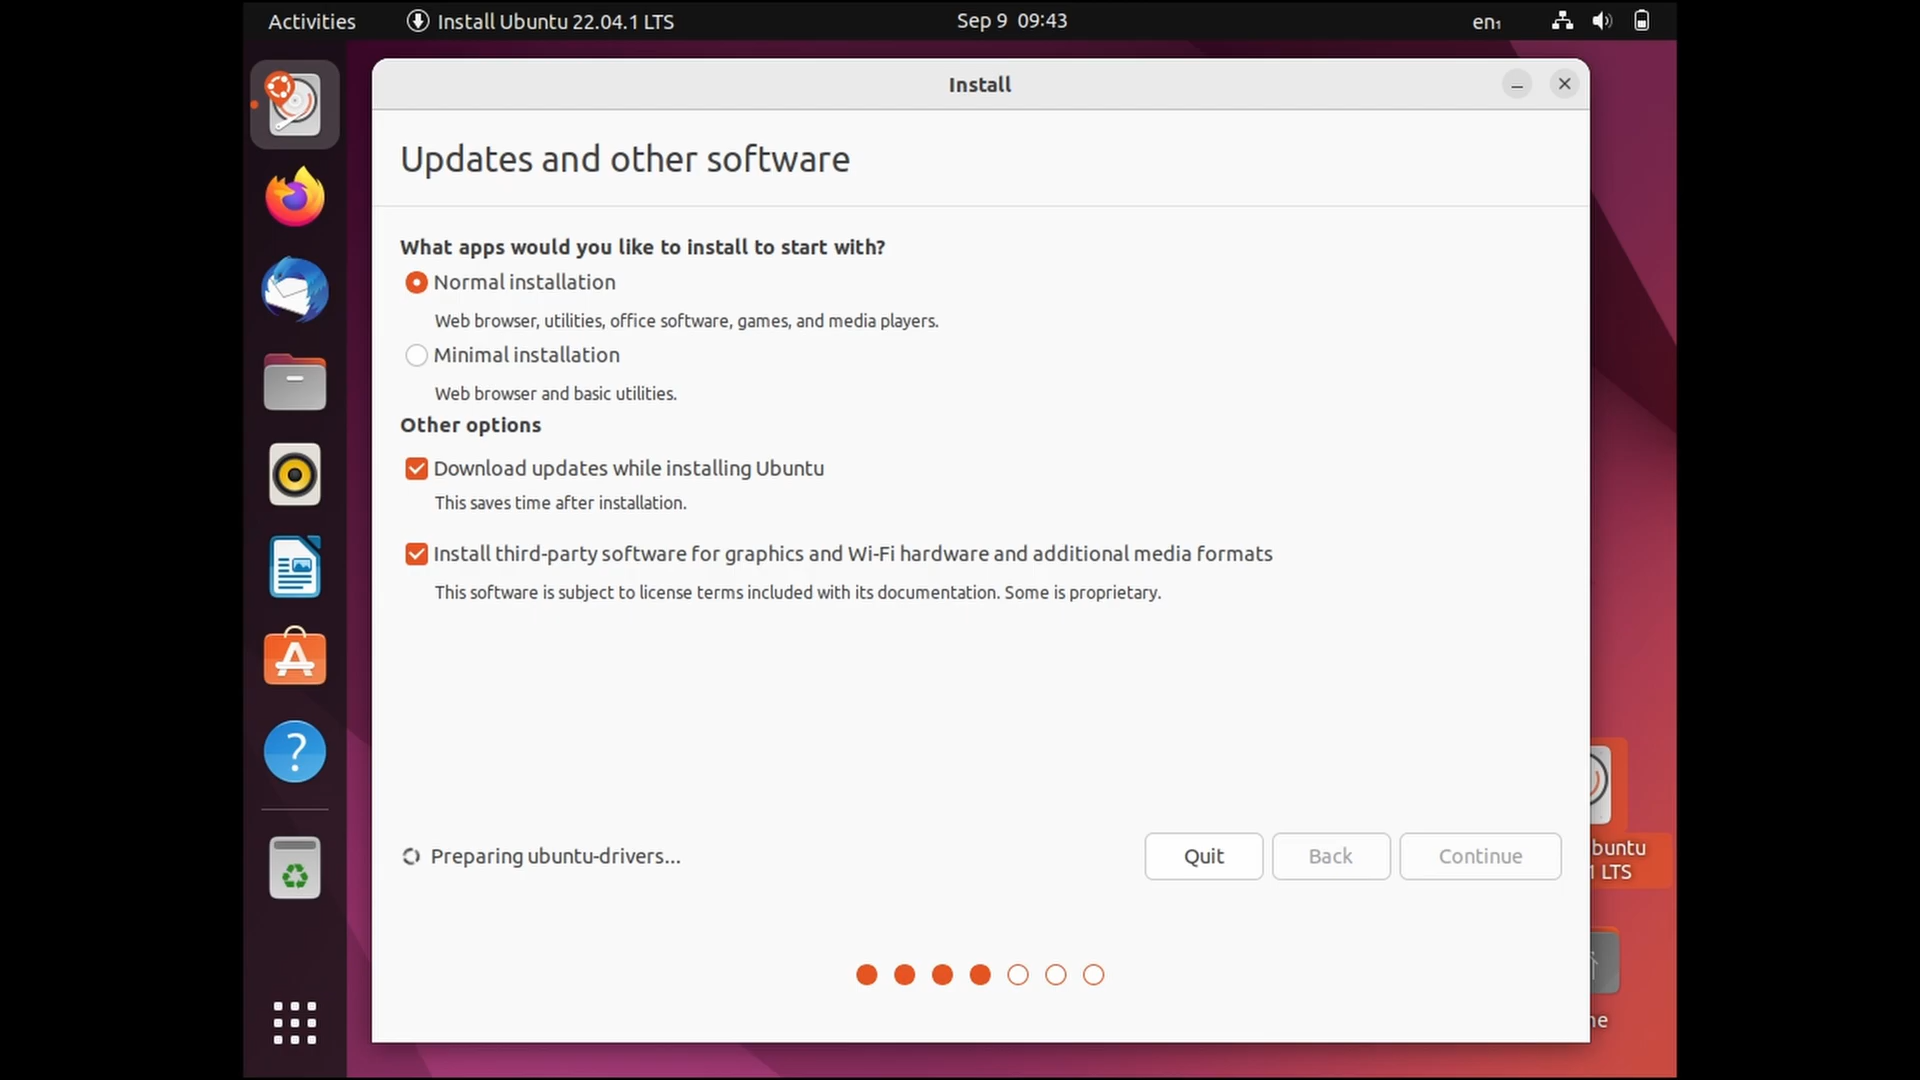 Activities
Install Ubuntu 22.04.1 LTS
Sep 9 09:43
en₁
Install
Updates and other software
What apps would you like to install to start with?
Normal installation
Web browser, utilities, office software, games, and media players.
Minimal installation
Web browser and basic utilities.
Other options
Download updates while installing Ubuntu
This saves time after installation.
Install third-party software for graphics and Wi-Fi hardware and additional media formats
This software is subject to license terms included with its documentation. Some is proprietary.
Preparing ubuntu-drivers...
Quit
Back
Continue
buntu
LTS